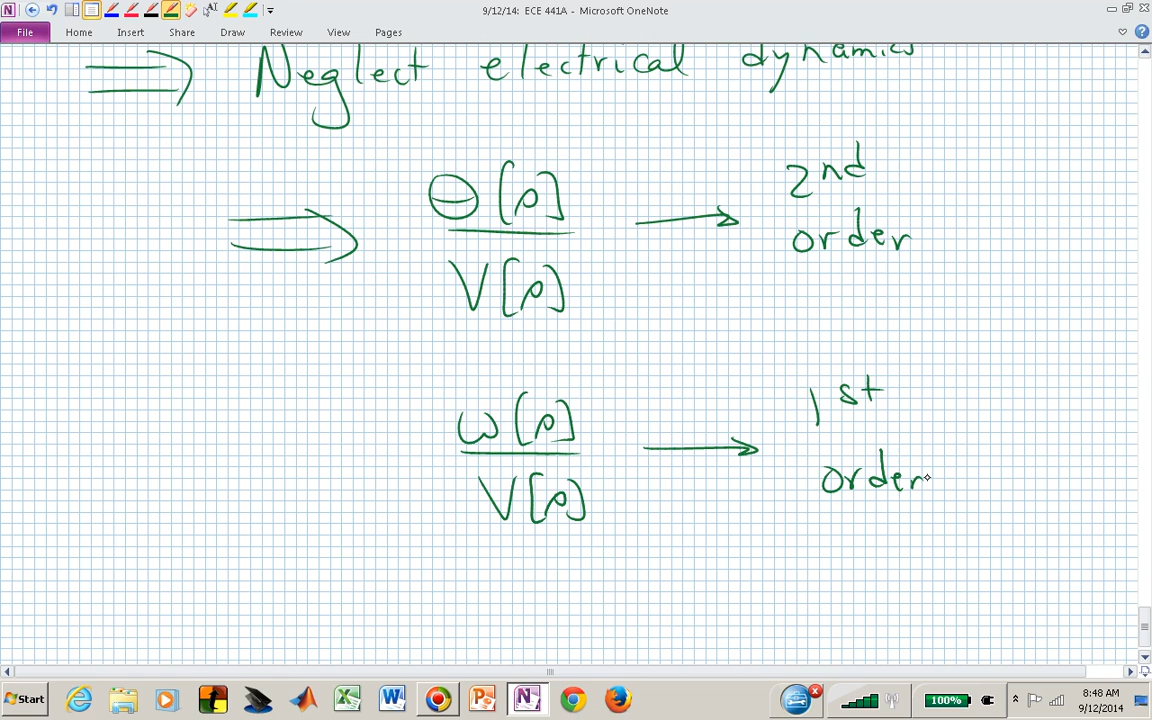 9/12/14: ECE 441A - Microsoft OneNote
File Home Insert Share Draw Review View Pages
⇒ Neglect electrical dynamics
⇒ Θ[ρ] / V[ρ] → 2nd order
ω[ρ] / V[ρ] → 1st order
Start 100% 8:48 AM
9/12/2014